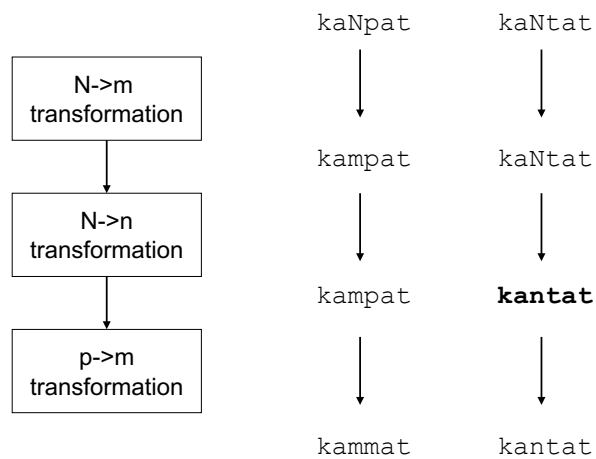 kaNpat kaNtat
N->m
transformation
kampat kaNtat
N->n
transformation
kampat kantat
p->m
transformation
kammat kantat